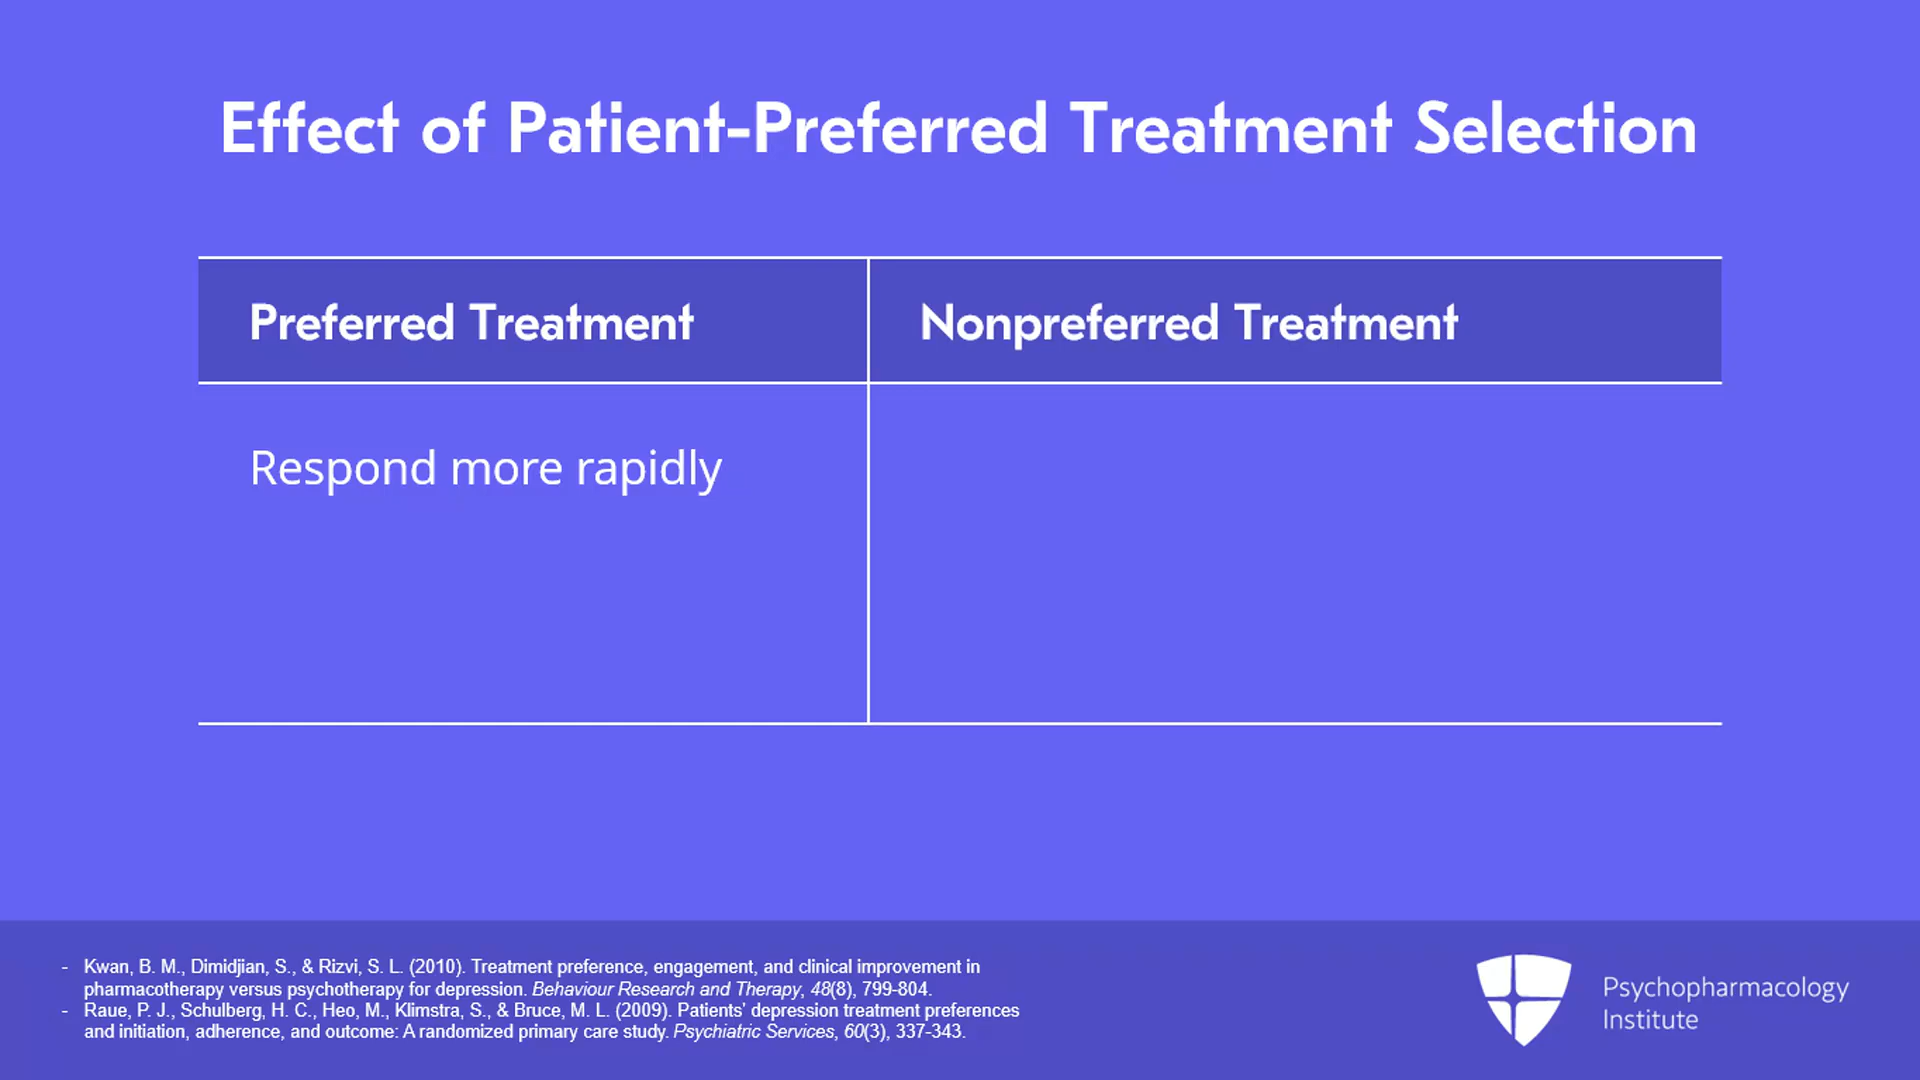 Effect of Patient-Preferred Treatment Selection
Preferred Treatment
Nonpreferred Treatment
Respond more rapidly
- Kwan, B. M., Dimidjian, S., & Rizvi, S. L. (2010). Treatment preference, engagement, and clinical improvement in
pharmacotherapy versus psychotherapy for depression. Behaviour Research and Therapy, 48(8), 799-804.
- Raue, P. J., Schulberg, H. C., Heo, M., Klimstra, S., & Bruce, M. L. (2009). Patients' depression treatment preferences
and initiation, adherence, and outcome: A randomized primary care study. Psychiatric Services, 60(3), 337-343.
Psychopharmacology
Institute